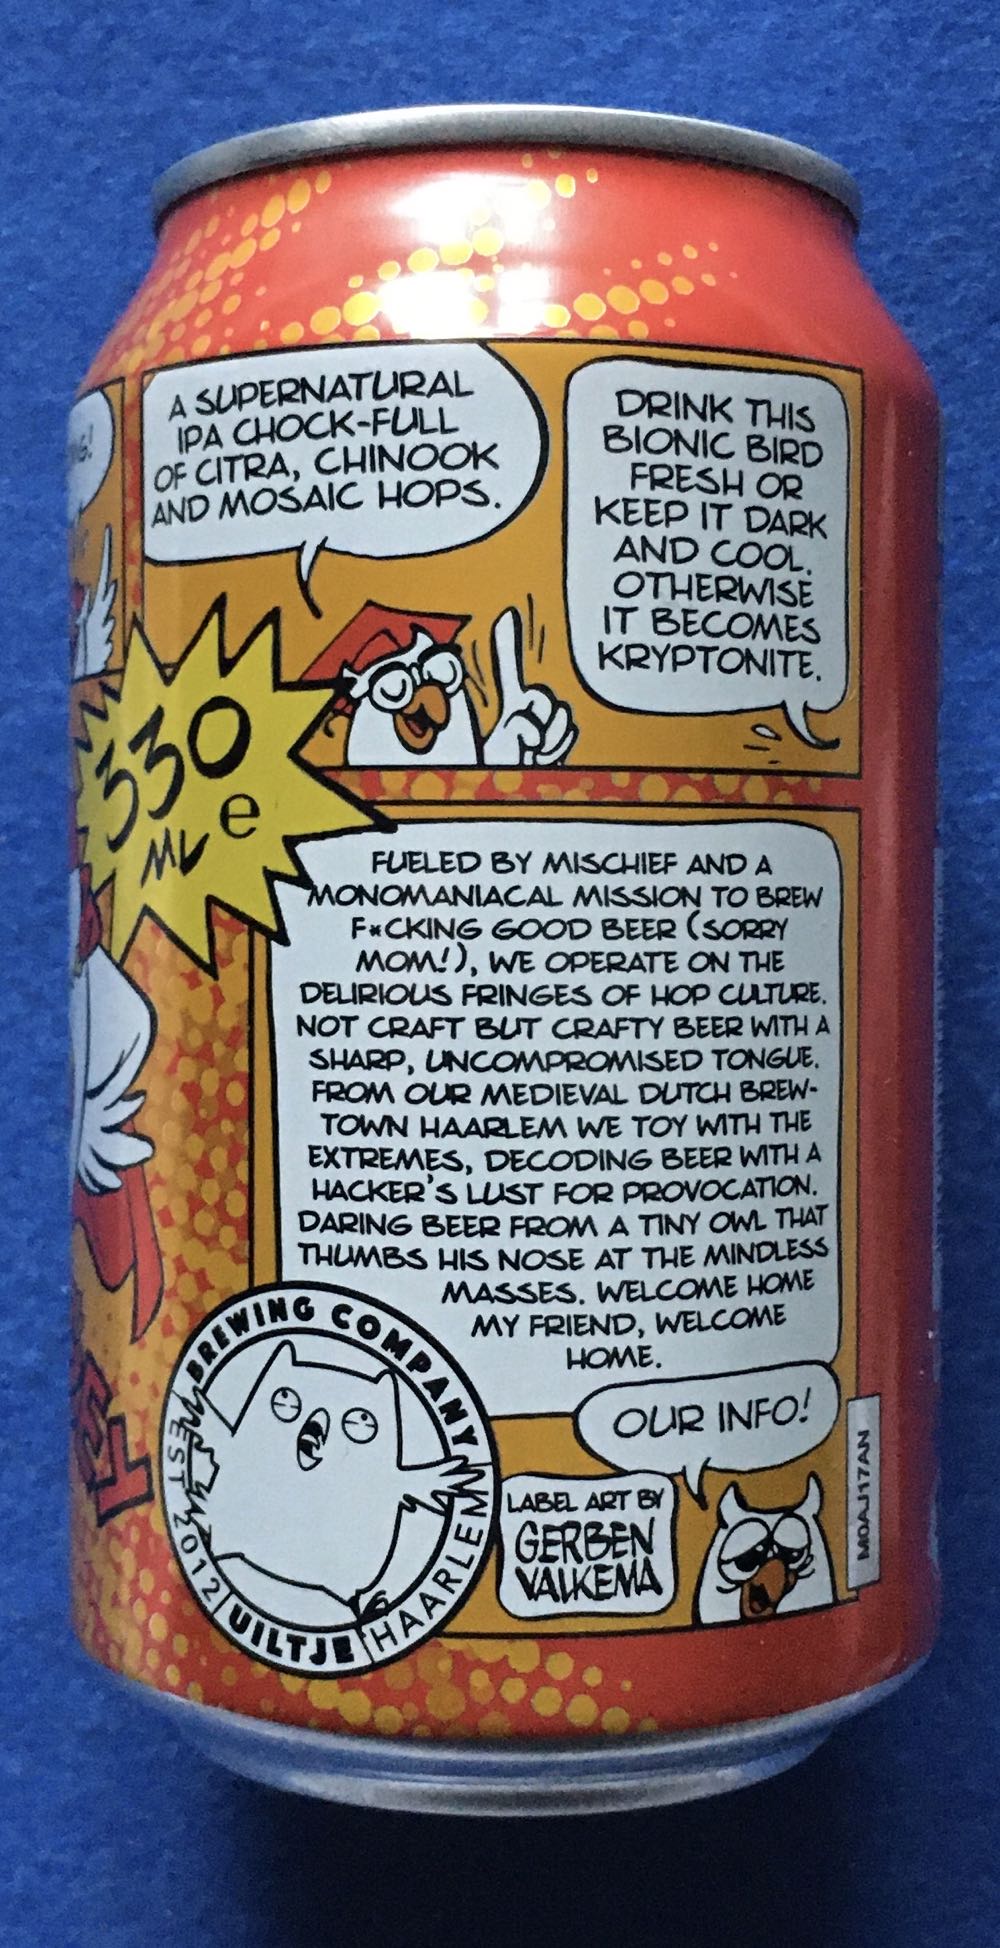 A SUPERNATURAL
IPA CHOCK-FULL
OF CITRA, CHINOOK
AND MOSAIC HOPS.
DRINK THIS
BIONIC BIRD
FRESH OR
KEEP IT DARK
AND COOL.
OTHERWISE
IT BECOMES
KRYPTONITE.
330
ML e
FUELED BY MISCHIEF AND A
MONOMANIACAL MISSION TO BREW
F*CKING GOOD BEER (SORRY
MOM!), WE OPERATE ON THE
DELIRIOUS FRINGES OF HOP CULTURE.
NOT CRAFT BUT CRAFTY BEER WITH A
SHARP, UNCOMPROMISED TONGUE.
FROM OUR MEDIEVAL DUTCH BREW-
TOWN HAARLEM WE TOY WITH THE
EXTREMES, DECODING BEER WITH A
HACKER'S LUST FOR PROVOCATION.
DARING BEER FROM A TINY OWL THAT
THUMBS HIS NOSE AT THE MINDLESS
MASSES. WELCOME HOME
MY FRIEND, WELCOME
HOME.
BREWING COMPANY
EST 2012
UILTJE
HAARLEM
OUR INFO!
LABEL ART BY
GERBEN
VALKEMA
MOAJ17AN